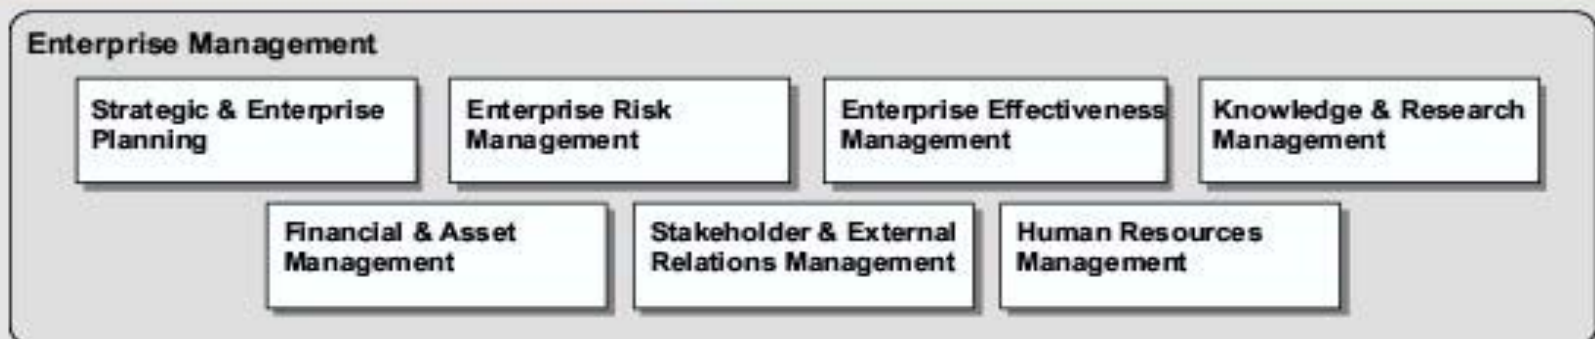 Enterprise Management
Strategic & Enterprise
Planning
Enterprise Risk
Management
Enterprise Effectiveness
Management
Knowledge & Research
Management
Financial & Asset
Management
Stakeholder & External
Relations Management
Human Resources
Management